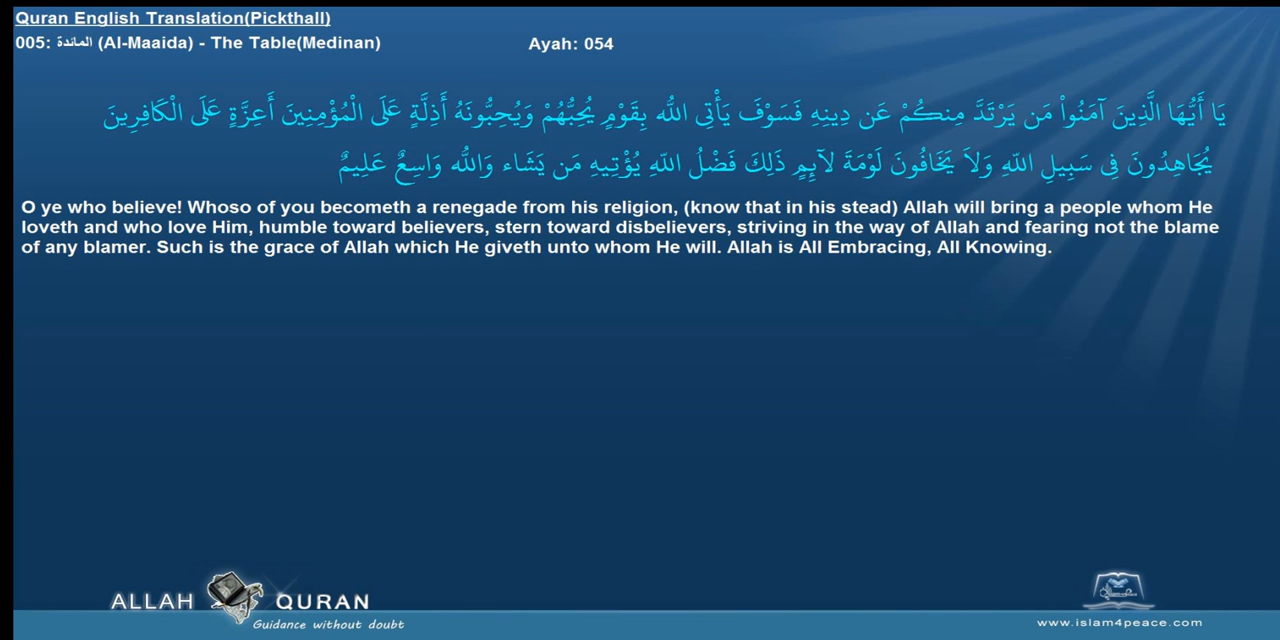 Quran English Translation(Pickthall)
005: المائدة (Al-Maaida) - The Table(Medinan)
Ayah: 054
يَا أَيُّهَا الَّذِينَ آمَنُواْ مَن يَرْتَدَّ مِنكُمْ عَن دِينِهِ فَسَوْفَ يَأْتِي اللّه بِقَوْمٍ يُحِبُّهُمْ وَيُحِبُّونَهُ أَذِلَّةٍ عَلَى الْمُؤْمِنِينَ أَعِزَّةٍ عَلَى الْكَافِرِينَ
يُجَاهِدُونَ فِي سَبِيلِ اللّهِ وَلاَ يَخَافُونَ لَوْمَةَ لآئِمٍ ذَلِكَ فَضْلُ اللّهِ يُؤْتِيهِ مَن يَشَاء وَاللّه وَاسِعٌ عَلِيمٌ
O ye who believe! Whoso of you becometh a renegade from his religion, (know that in his stead) Allah will bring a people whom He
loveth and who love Him, humble toward believers, stern toward disbelievers, striving in the way of Allah and fearing not the blame
of any blamer. Such is the grace of Allah which He giveth unto whom He will. Allah is All Embracing, All Knowing.
ALLAH QURAN
Guidance without doubt
www.islam4peace.com